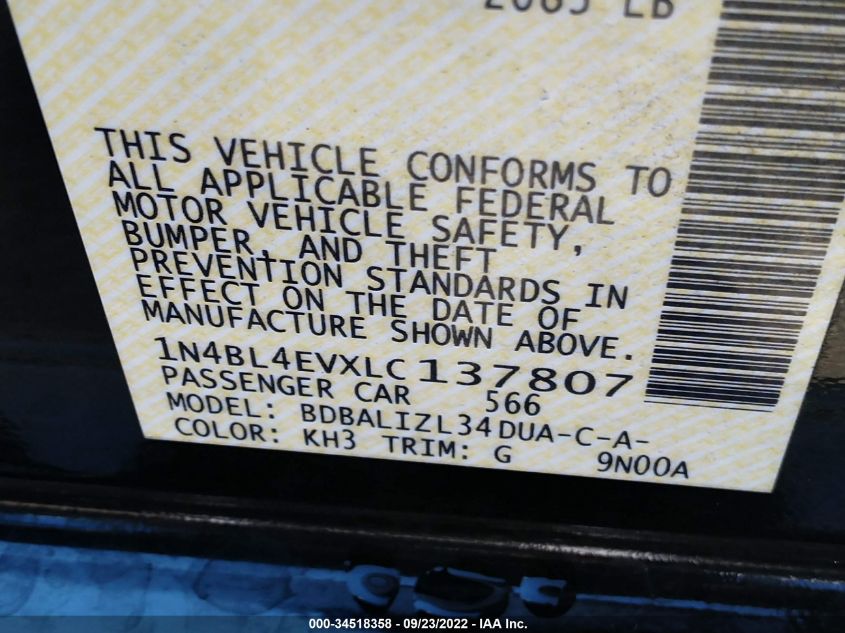 2085 LB
THIS VEHICLE CONFORMS TO
ALL APPLICABLE FEDERAL
MOTOR VEHICLE SAFETY,
BUMPER, AND THEFT
PREVENTION STANDARDS IN
EFFECT ON THE DATE OF
MANUFACTURE SHOWN ABOVE.
1N4BL4EVXLC137807
PASSENGER CAR 566
MODEL: BDBALIZL34DUA-C-A-
COLOR: KH3 TRIM: G 9N00A
000-34518358 - 09/23/2022 - IAA Inc.